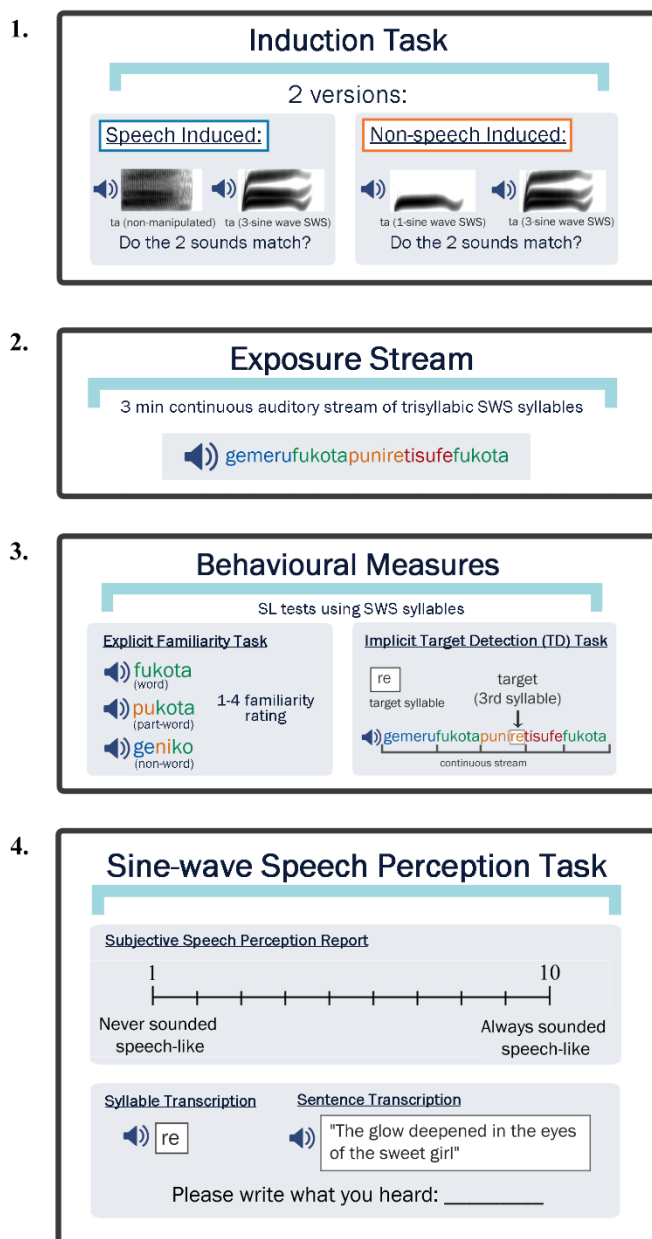 1.
Induction Task
2 versions:
Speech Induced:
ta (non-manipulated) ta (3-sine wave SWS)
Do the 2 sounds match?
Non-speech Induced:
ta (1-sine wave SWS) ta (3-sine wave SWS)
Do the 2 sounds match?
2.
Exposure Stream
3 min continuous auditory stream of trisyllabic SWS syllables
gemerufukotapuniretisufefukota
3.
Behavioural Measures
SL tests using SWS syllables
Explicit Familiarity Task
fukota
(word)
pukota
(part-word)
geniko
(non-word)
1-4 familiarity
rating
Implicit Target Detection (TD) Task
re
target syllable
target
(3rd syllable)
gemerufukotapuniretisufefukota
continuous stream
4.
Sine-wave Speech Perception Task
Subjective Speech Perception Report
1 10
Never sounded
speech-like
Always sounded
speech-like
Syllable Transcription
re
Sentence Transcription
"The glow deepened in the eyes
of the sweet girl"
Please write what you heard: _________